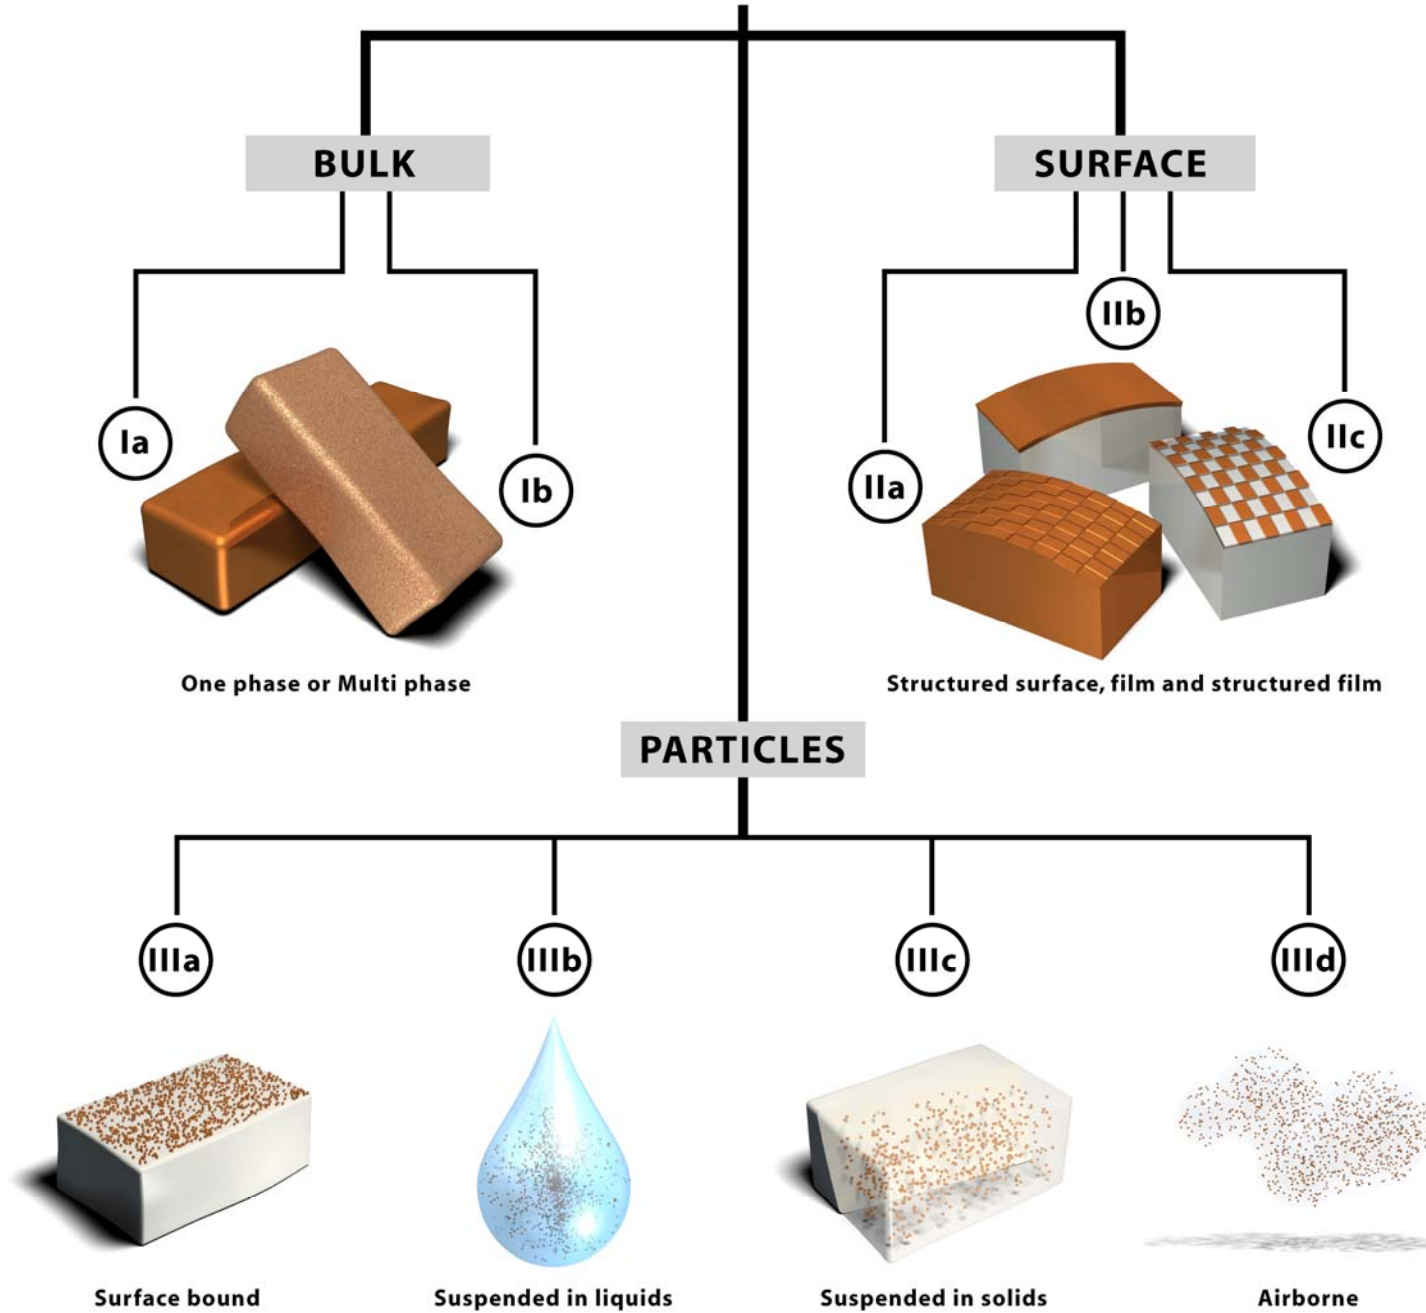 BULK
SURFACE
Ia
Ib
IIa
IIb
IIc
One phase or Multi phase
Structured surface, film and structured film
PARTICLES
IIIa
IIIb
IIIc
IIId
Surface bound
Suspended in liquids
Suspended in solids
Airborne